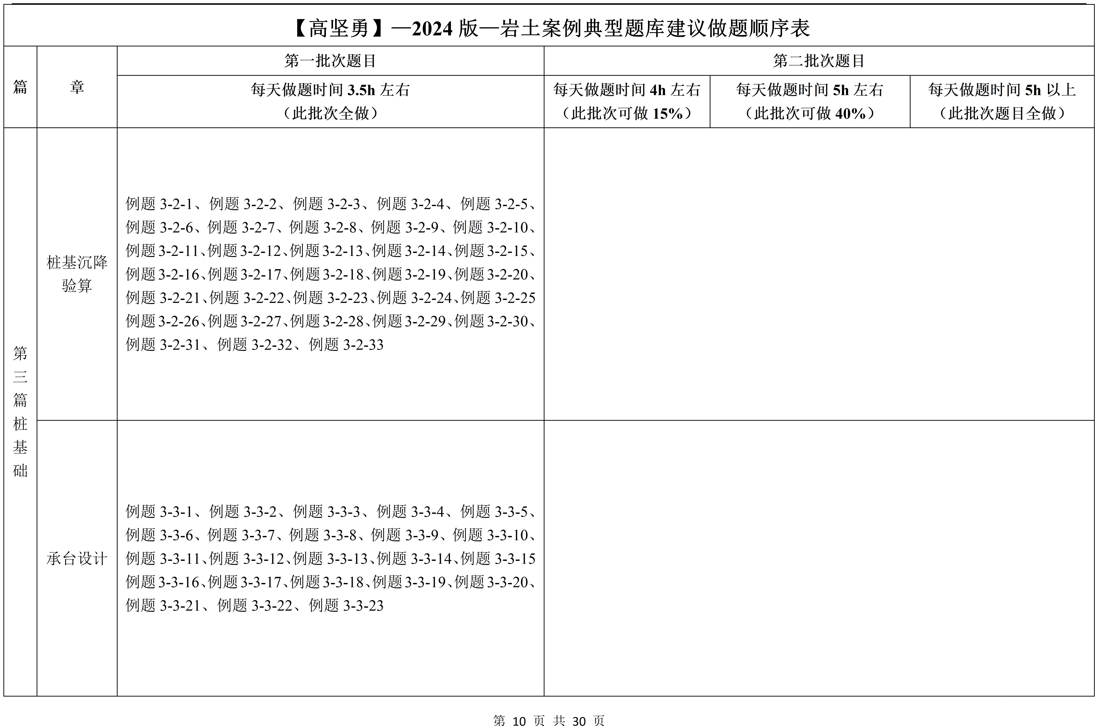 【高坚勇】—2024 版—岩土案例典型题库建议做题顺序表
篇
章
第一批次题目
第二批次题目
每天做题时间 3.5h 左右
（此批次全做）
每天做题时间 4h 左右
（此批次可做 15%）
每天做题时间 5h 左右
（此批次可做 40%）
每天做题时间 5h 以上
（此批次题目全做）
第三篇桩基础
桩基沉降
验算
例题 3-2-1、例题 3-2-2、例题 3-2-3、例题 3-2-4、例题 3-2-5、
例题 3-2-6、例题 3-2-7、例题 3-2-8、例题 3-2-9、例题 3-2-10、
例题 3-2-11、例题 3-2-12、例题 3-2-13、例题 3-2-14、例题 3-2-15、
例题 3-2-16、例题 3-2-17、例题 3-2-18、例题 3-2-19、例题 3-2-20、
例题 3-2-21、例题 3-2-22、例题 3-2-23、例题 3-2-24、例题 3-2-25
例题 3-2-26、例题 3-2-27、例题 3-2-28、例题 3-2-29、例题 3-2-30、
例题 3-2-31、例题 3-2-32、例题 3-2-33
承台设计
例题 3-3-1、例题 3-3-2、例题 3-3-3、例题 3-3-4、例题 3-3-5、
例题 3-3-6、例题 3-3-7、例题 3-3-8、例题 3-3-9、例题 3-3-10、
例题 3-3-11、例题 3-3-12、例题 3-3-13、例题 3-3-14、例题 3-3-15
例题 3-3-16、例题 3-3-17、例题 3-3-18、例题 3-3-19、例题 3-3-20、
例题 3-3-21、例题 3-3-22、例题 3-3-23
第 10 页 共 30 页